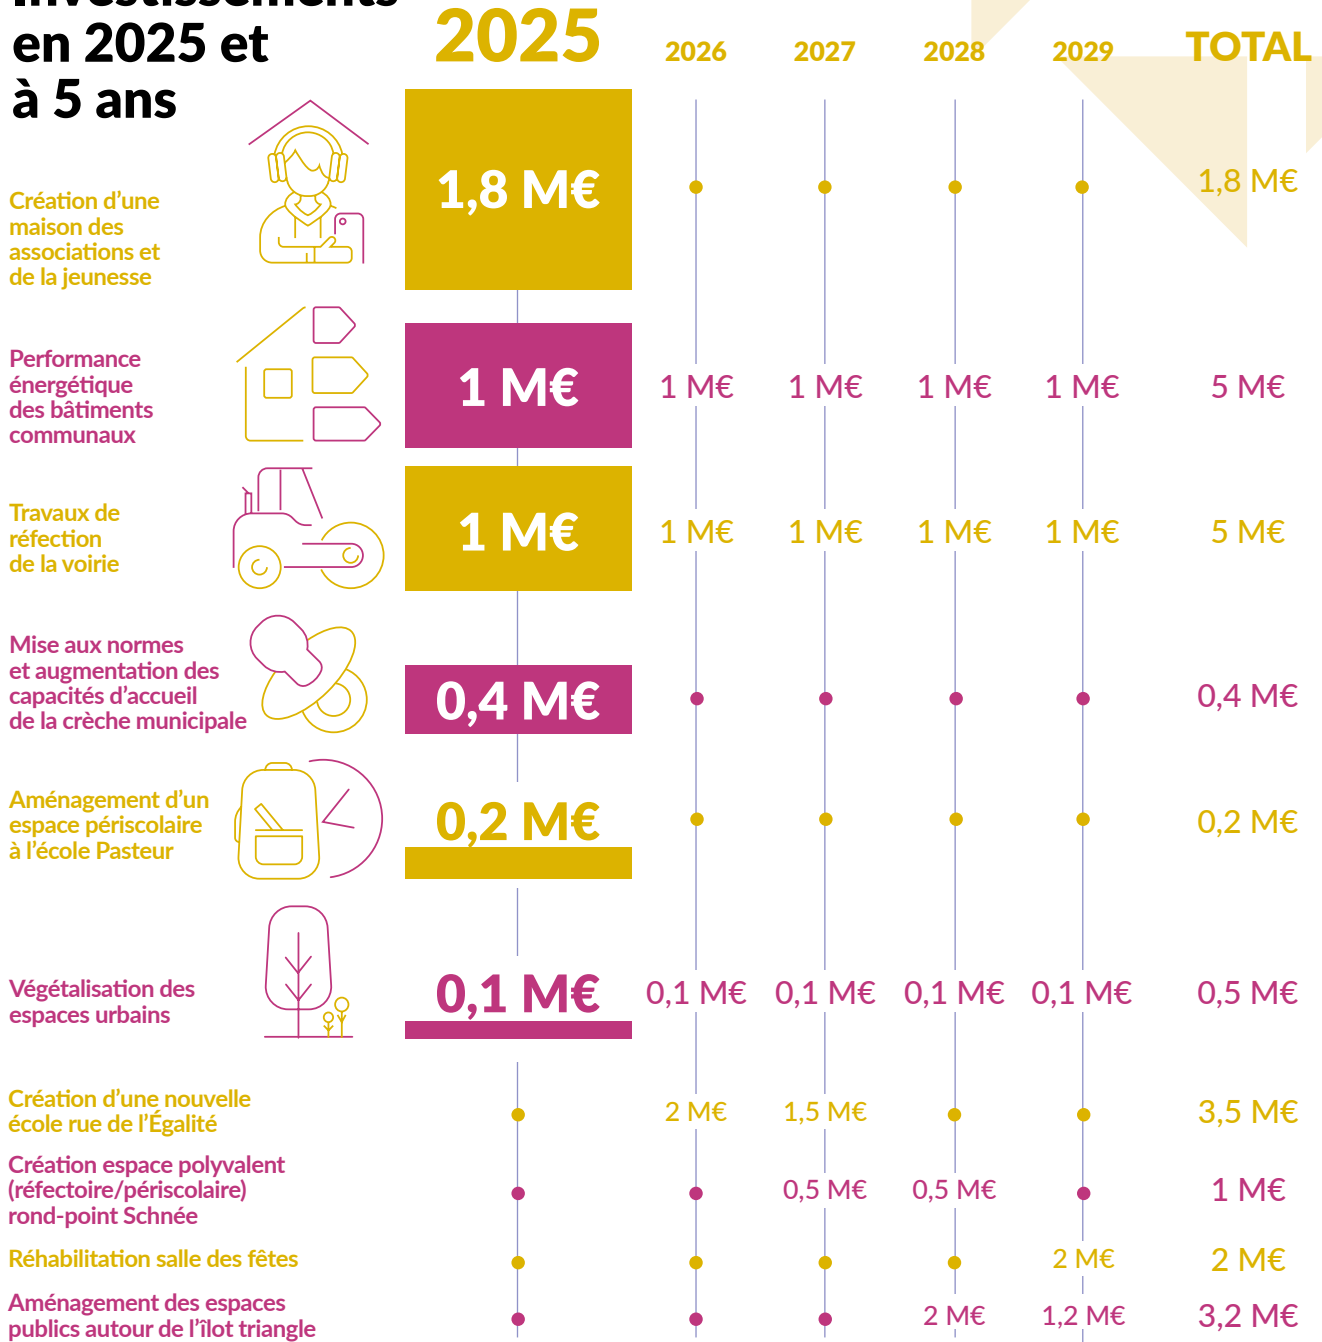 Investissements
en 2025 et
à 5 ans
2025 2026 2027 2028 2029 TOTAL
Création d'une
maison des
associations et
de la jeunesse
1,8 M€ 1,8 M€
Performance
énergétique
des bâtiments
communaux
1 M€ 1 M€ 1 M€ 1 M€ 1 M€ 5 M€
Travaux de
réfection
de la voirie
1 M€ 1 M€ 1 M€ 1 M€ 1 M€ 5 M€
Mise aux normes
et augmentation des
capacités d'accueil
de la crèche municipale
0,4 M€ 0,4 M€
Aménagement d'un
espace périscolaire
à l'école Pasteur
0,2 M€ 0,2 M€
Végétalisation des
espaces urbains
0,1 M€ 0,1 M€ 0,1 M€ 0,1 M€ 0,1 M€ 0,5 M€
Création d'une nouvelle
école rue de l'Égalité
2 M€ 1,5 M€ 3,5 M€
Création espace polyvalent
(réfectoire/périscolaire)
rond-point Schnée
0,5 M€ 0,5 M€ 1 M€
Réhabilitation salle des fêtes
2 M€ 2 M€
Aménagement des espaces
publics autour de l'îlot triangle
2 M€ 1,2 M€ 3,2 M€